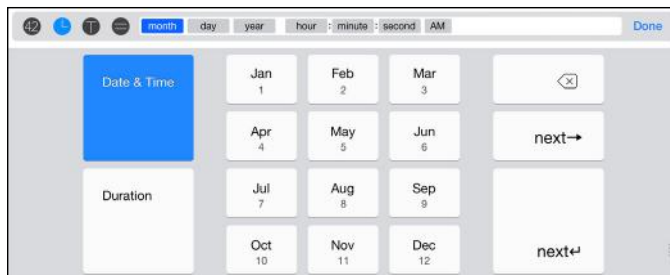 42 T = month day year hour : minute : second AM Done
Date & Time
Jan Feb Mar
1 2 3
Apr May Jun next→
4 5 6
Duration
Jul Aug Sep
7 8 9
Oct Nov Dec next↵
10 11 12